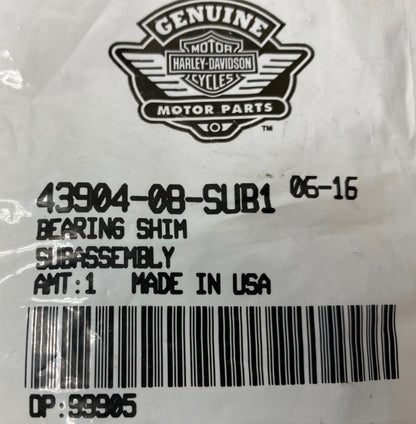 GENUINE
MOTOR
HARLEY-DAVIDSON
CYCLES
MOTOR PARTS
TM
43904-08-SUB1 06-16
BEARING SHIM
SUBASSEMBLY
AMT:1 MADE IN USA
OP:99905